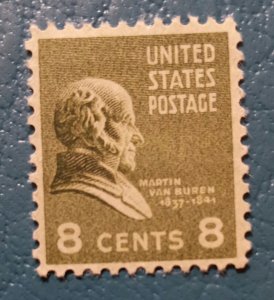 UNITED
STATES
POSTAGE
MARTIN
VAN BUREN
1837-1841
8 CENTS 8